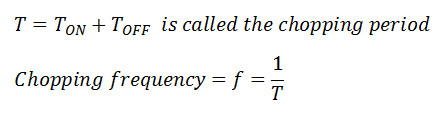 T = T_ON + T_OFF is called the chopping period
Chopping frequency = f = 1/T